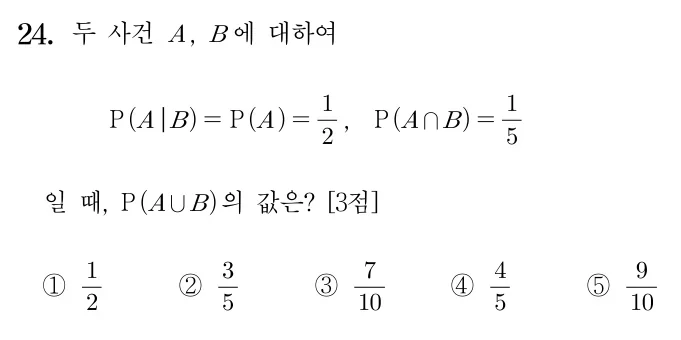 24. 두 사건 A, B에 대하여
P(A|B)=P(A)=1/2, P(A∩B)=1/5
일 때, P(A∪B)의 값은? [3점]
① 1/2 ② 3/5 ③ 7/10 ④ 4/5 ⑤ 9/10